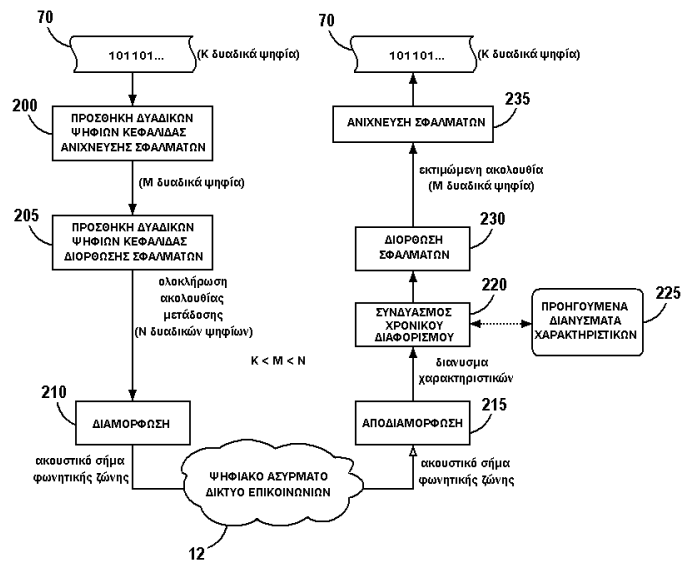 70
101101...
(Κ δυαδικά ψηφία)
200
ΠΡΟΣΘΗΚΗ ΔΥΑΔΙΚΩΝ
ΨΗΦΙΩΝ ΚΕΦΑΛΙΔΑΣ
ΑΝΙΧΝΕΥΣΗΣ ΣΦΑΛΜΑΤΩΝ
(Μ δυαδικά ψηφία)
205
ΠΡΟΣΘΗΚΗ ΔΥΑΔΙΚΩΝ
ΨΗΦΙΩΝ ΚΕΦΑΛΙΔΑΣ
ΔΙΟΡΘΩΣΗΣ ΣΦΑΛΜΑΤΩΝ
ολοκλήρωση
ακολουθίας
μετάδοσης
(Ν δυαδικών ψηφίων)
Κ < Μ < Ν
210
ΔΙΑΜΟΡΦΩΣΗ
ακουστικό σήμα
φωνητικής ζώνης
ΨΗΦΙΑΚΟ ΑΣΥΡΜΑΤΟ
ΔΙΚΤΥΟ ΕΠΙΚΟΙΝΩΝΙΩΝ
12
70
101101...
(Κ δυαδικά ψηφία)
235
ΑΝΙΧΝΕΥΣΗ ΣΦΑΛΜΑΤΩΝ
εκτιμώμενη ακολουθία
(Μ δυαδικά ψηφία)
230
ΔΙΟΡΘΩΣΗ
ΣΦΑΛΜΑΤΩΝ
220
ΣΥΝΔΥΑΣΜΟΣ
ΧΡΟΝΙΚΟΥ
ΔΙΑΦΟΡΙΣΜΟΥ
225
ΠΡΟΗΓΟΥΜΕΝΑ
ΔΙΑΝΥΣΜΑΤΑ
ΧΑΡΑΚΤΗΡΙΣΤΙΚΩΝ
διανυσμα
χαρακτηριστικών
215
ΑΠΟΔΙΑΜΟΡΦΩΣΗ
ακουστικό σήμα
φωνητικής ζώνης